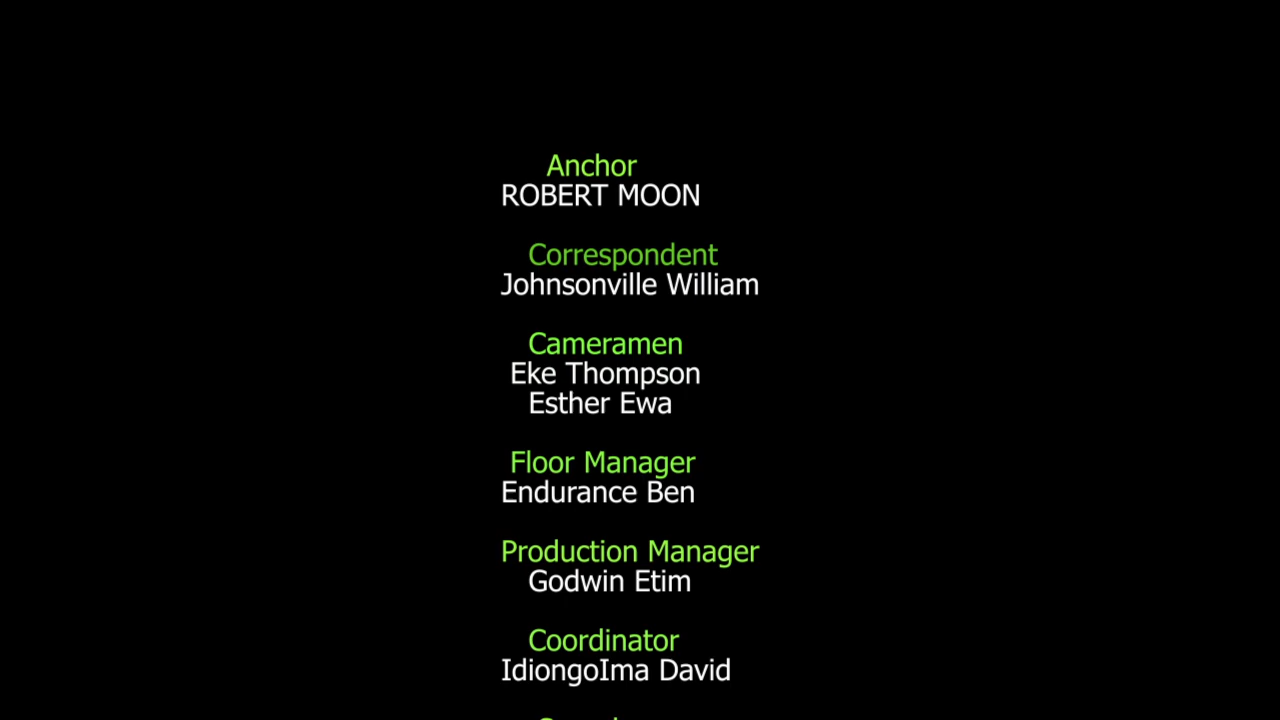 Anchor
ROBERT MOON
Correspondent
Johnsonville William
Cameramen
Eke Thompson
Esther Ewa
Floor Manager
Endurance Ben
Production Manager
Godwin Etim
Coordinator
IdiongoIma David